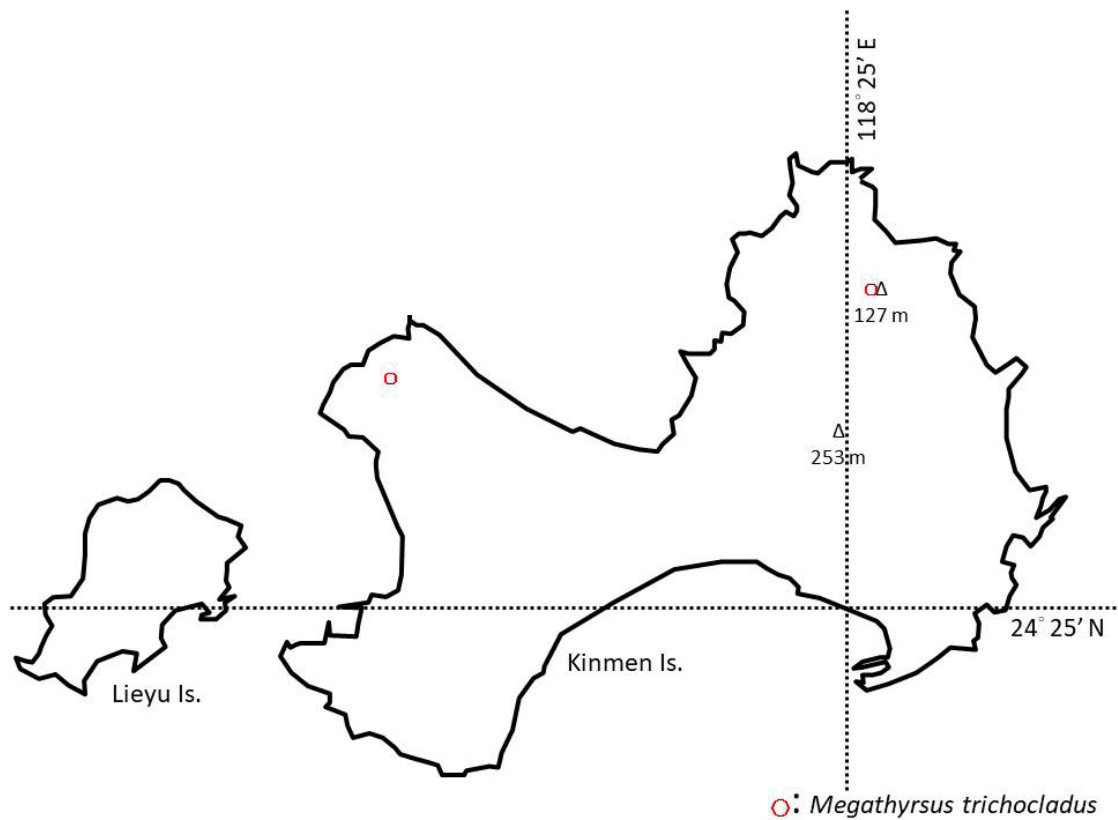 118° 25' E
Δ
127 m
Δ
253 m
24° 25' N
Kinmen Is.
Lieyu Is.
: Megathyrsus trichocladus